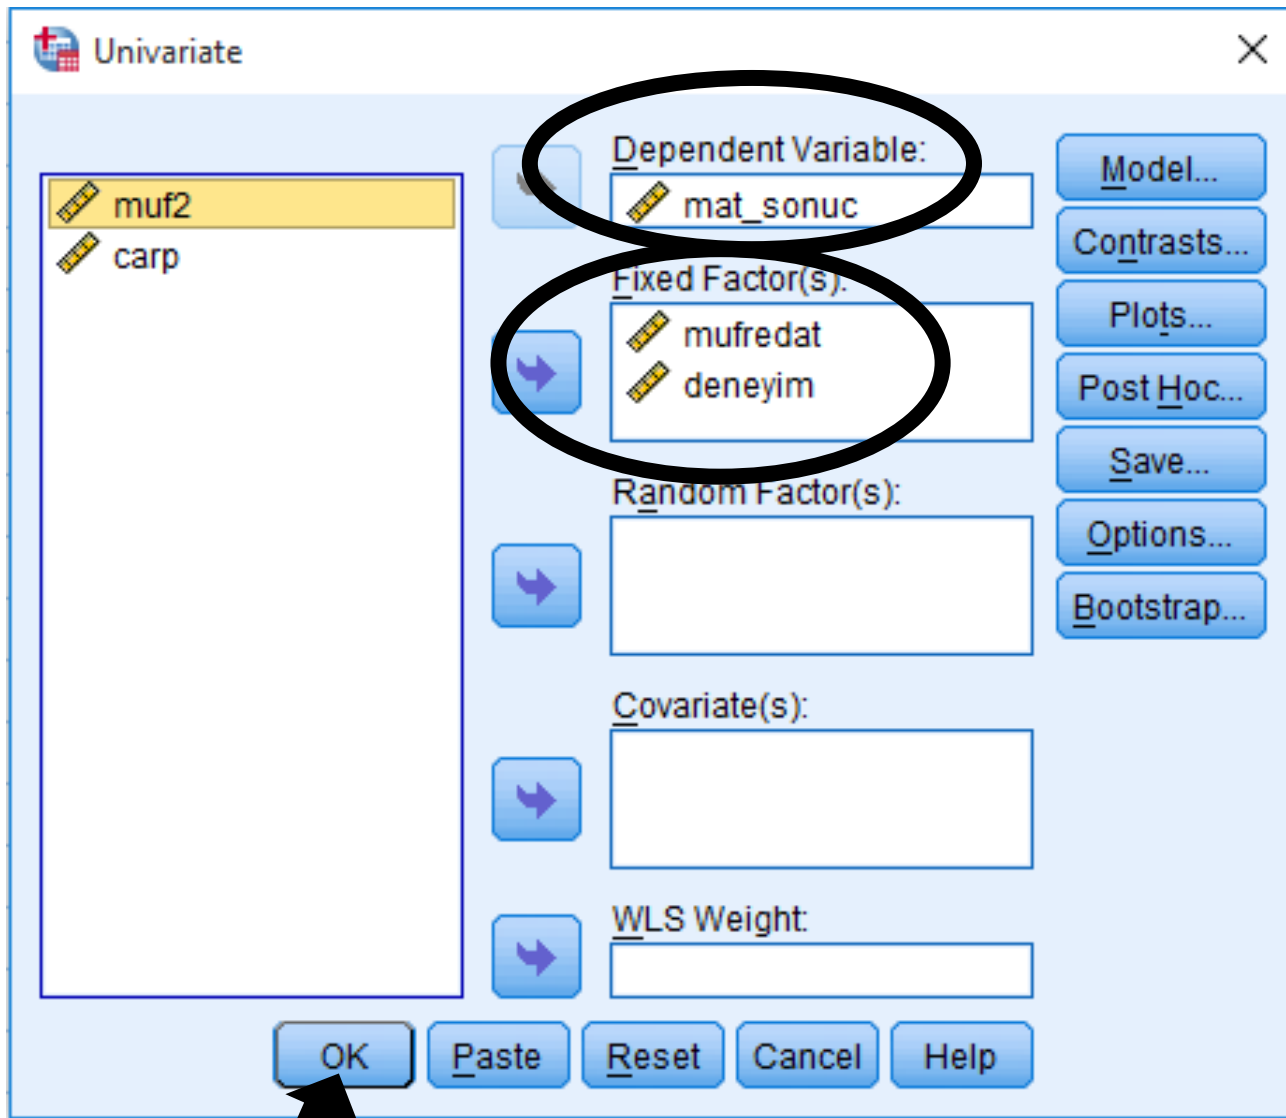 Univariate
muf2
carp
Dependent Variable:
mat_sonuc
Fixed Factor(s):
mufredat
deneyim
Random Factor(s):
Covariate(s):
WLS Weight:
Model...
Contrasts...
Plots...
Post Hoc...
Save...
Options...
Bootstrap...
OK
Paste
Reset
Cancel
Help